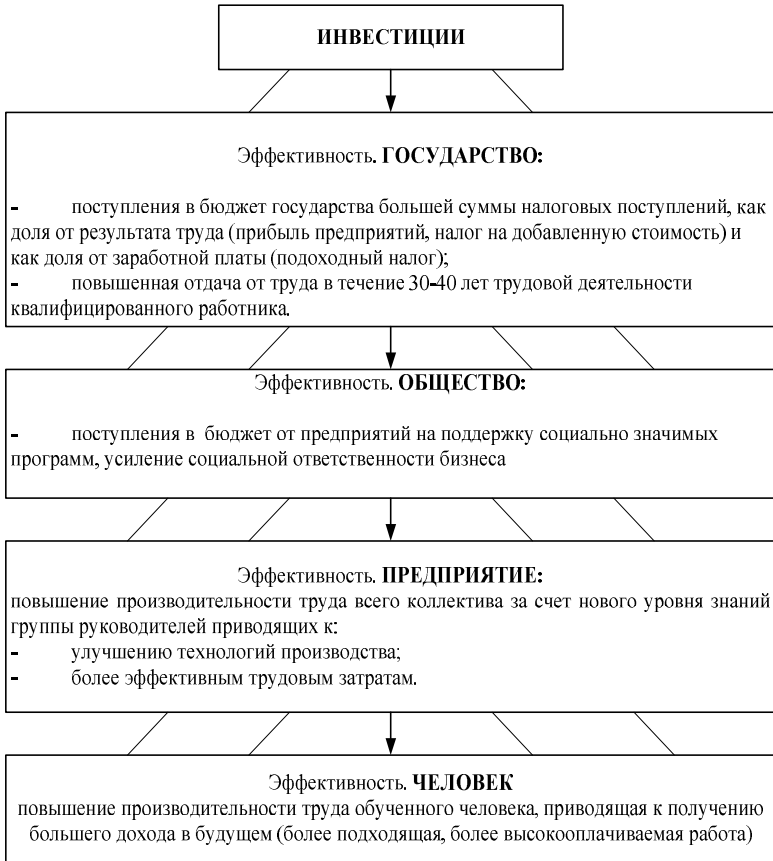 ИНВЕСТИЦИИ
Эффективность. ГОСУДАРСТВО:
- поступления в бюджет государства большей суммы налоговых поступлений, как
доля от результата труда (прибыль предприятий, налог на добавленную стоимость) и
как доля от заработной платы (подоходный налог);
- повышенная отдача от труда в течение 30-40 лет трудовой деятельности
квалифицированного работника.
Эффективность. ОБЩЕСТВО:
- поступления в бюджет от предприятий на поддержку социально значимых
программ, усиление социальной ответственности бизнеса
Эффективность. ПРЕДПРИЯТИЕ:
повышение производительности труда всего коллектива за счет нового уровня знаний
группы руководителей приводящих к:
- улучшению технологий производства;
- более эффективным трудовым затратам.
Эффективность. ЧЕЛОВЕК
повышение производительности труда обученного человека, приводящая к получению
большего дохода в будущем (более подходящая, более высокооплачиваемая работа)